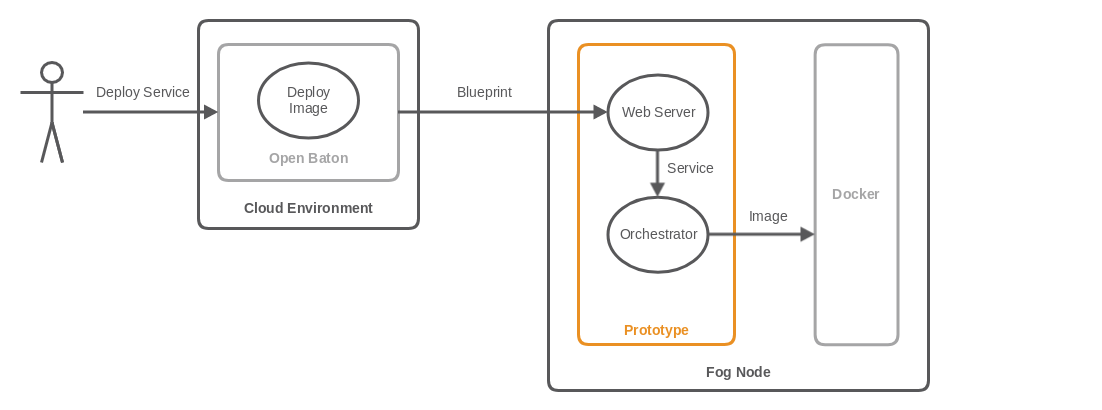 Deploy Service
Deploy
Image
Open Baton
Cloud Environment
Blueprint
Web Server
Service
Orchestrator
Image
Docker
Prototype
Fog Node